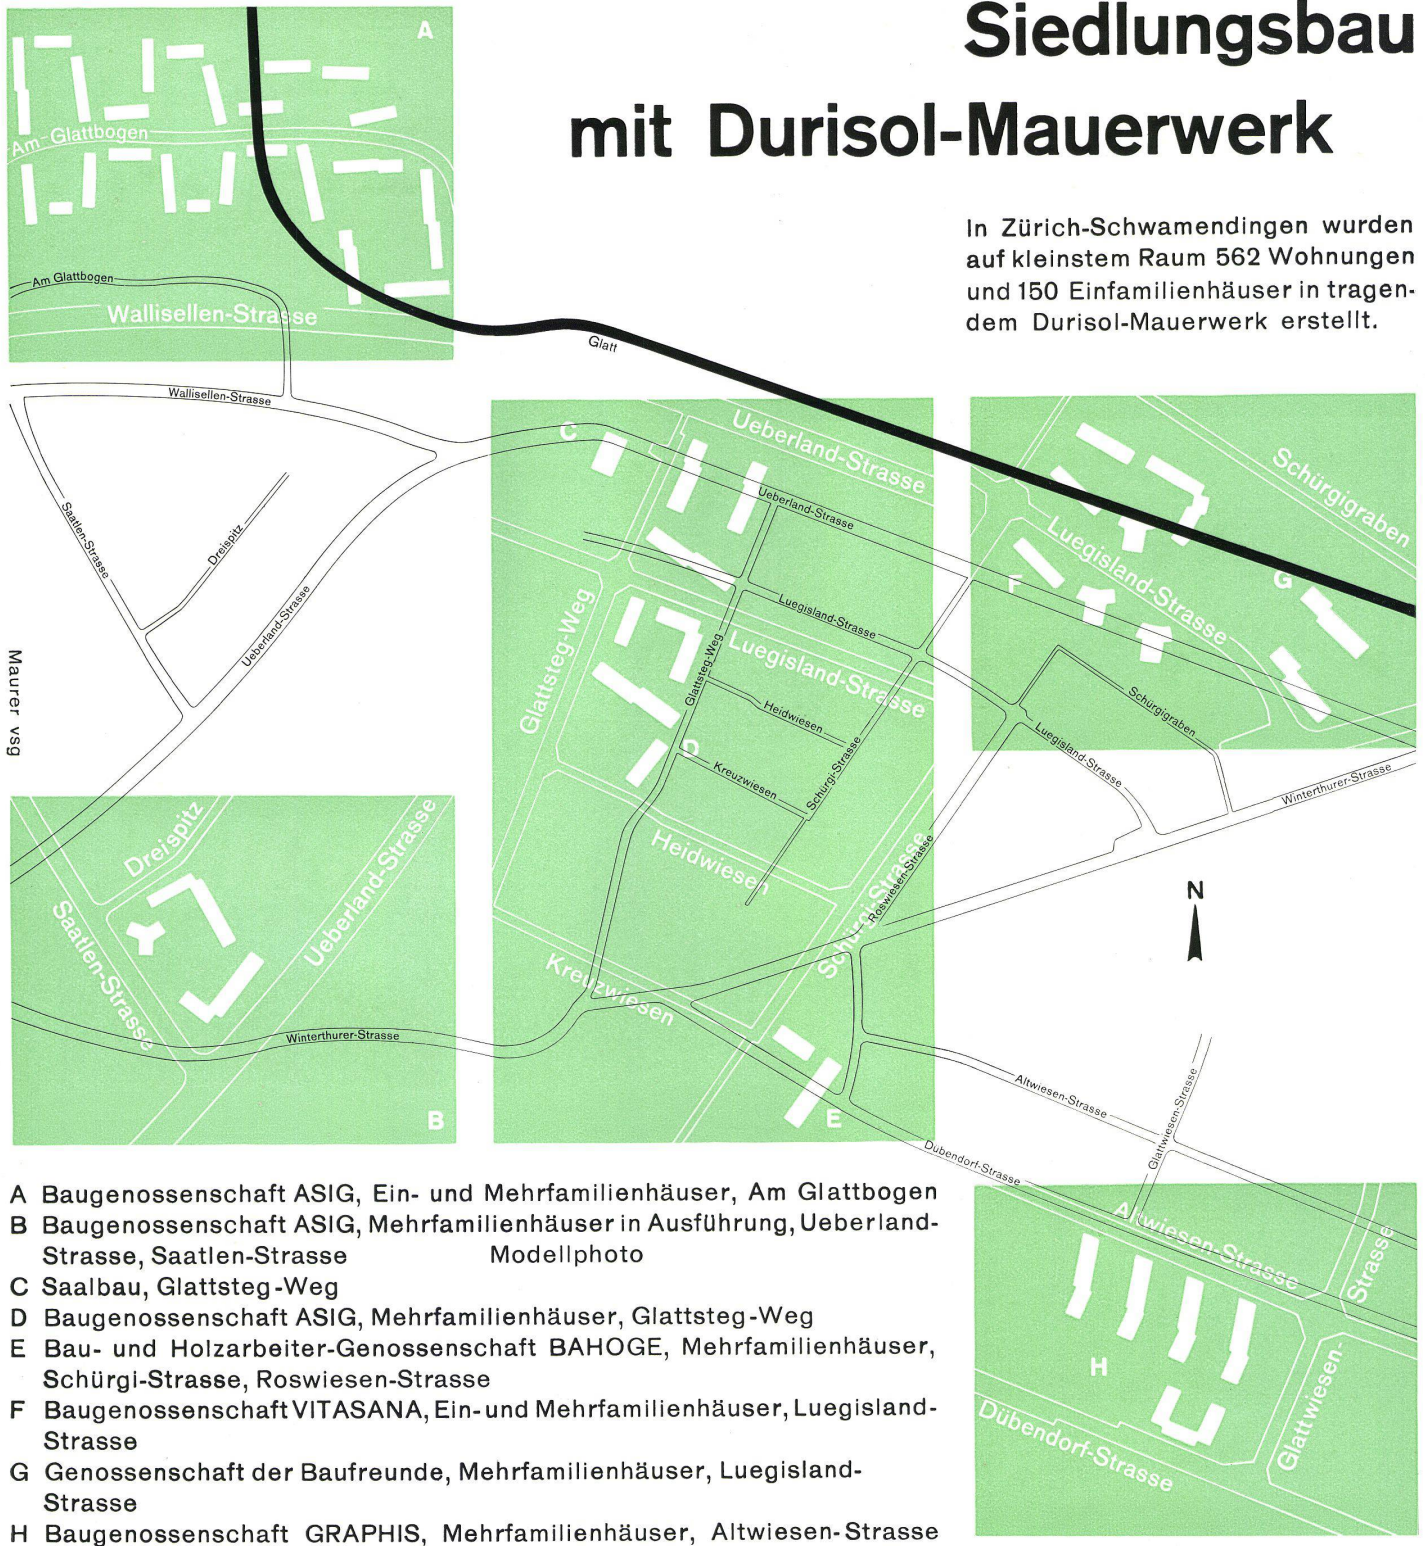 Siedlungsbau
mit Durisol-Mauerwerk
In Zürich-Schwamendingen wurden
auf kleinstem Raum 562 Wohnungen
und 150 Einfamilienhäuser in tragen-
dem Durisol-Mauerwerk erstellt.
A
Am-Glattbogen
Am Glattbogen
Wallisellen-Strasse
Glatt
Wallisellen-Strasse
Saatlen-Strasse
Dreispitz
Ueberland-Strasse
Maurer vsg
C
Ueberland-Strasse
Ueberland-Strasse
Glattsteg-Weg
Luegisland-Strasse
Glattsteg-Weg
Luegisland-Strasse
Heidwiesen
D
Kreuzwiesen
Schürgi-Strasse
Heidwiesen
Schürgi-Strasse
Roswiesen-Strasse
Kreuzwiesen
E
Schürgigraben
Luegisland-Strasse
F
G
Schürgigraben
Luegisland-Strasse
Winterthurer-Strasse
N
Dreispitz
Saatlen-Strasse
Ueberland-Strasse
Winterthurer-Strasse
B
Altwiesen-Strasse
Glattwiesen-Strasse
Dübendorf-Strasse
Altwiesen-Strasse
Strasse
H
Glattwiesen-
Dübendorf-Strasse
A Baugenossenschaft ASIG, Ein- und Mehrfamilienhäuser, Am Glattbogen
B Baugenossenschaft ASIG, Mehrfamilienhäuser in Ausführung, Ueberland-
Strasse, Saatlen-Strasse Modellphoto
C Saalbau, Glattsteg-Weg
D Baugenossenschaft ASIG, Mehrfamilienhäuser, Glattsteg-Weg
E Bau- und Holzarbeiter-Genossenschaft BAHOGE, Mehrfamilienhäuser,
Schürgi-Strasse, Roswiesen-Strasse
F Baugenossenschaft VITASANA, Ein- und Mehrfamilienhäuser, Luegisland-
Strasse
G Genossenschaft der Baufreunde, Mehrfamilienhäuser, Luegisland-
Strasse
H Baugenossenschaft GRAPHIS, Mehrfamilienhäuser, Altwiesen-Strasse